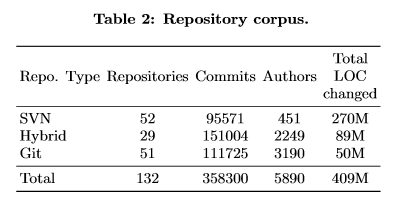 Table 2: Repository corpus.
Repo. Type Repositories Commits Authors Total LOC changed
SVN 52 95571 451 270M
Hybrid 29 151004 2249 89M
Git 51 111725 3190 50M
Total 132 358300 5890 409M